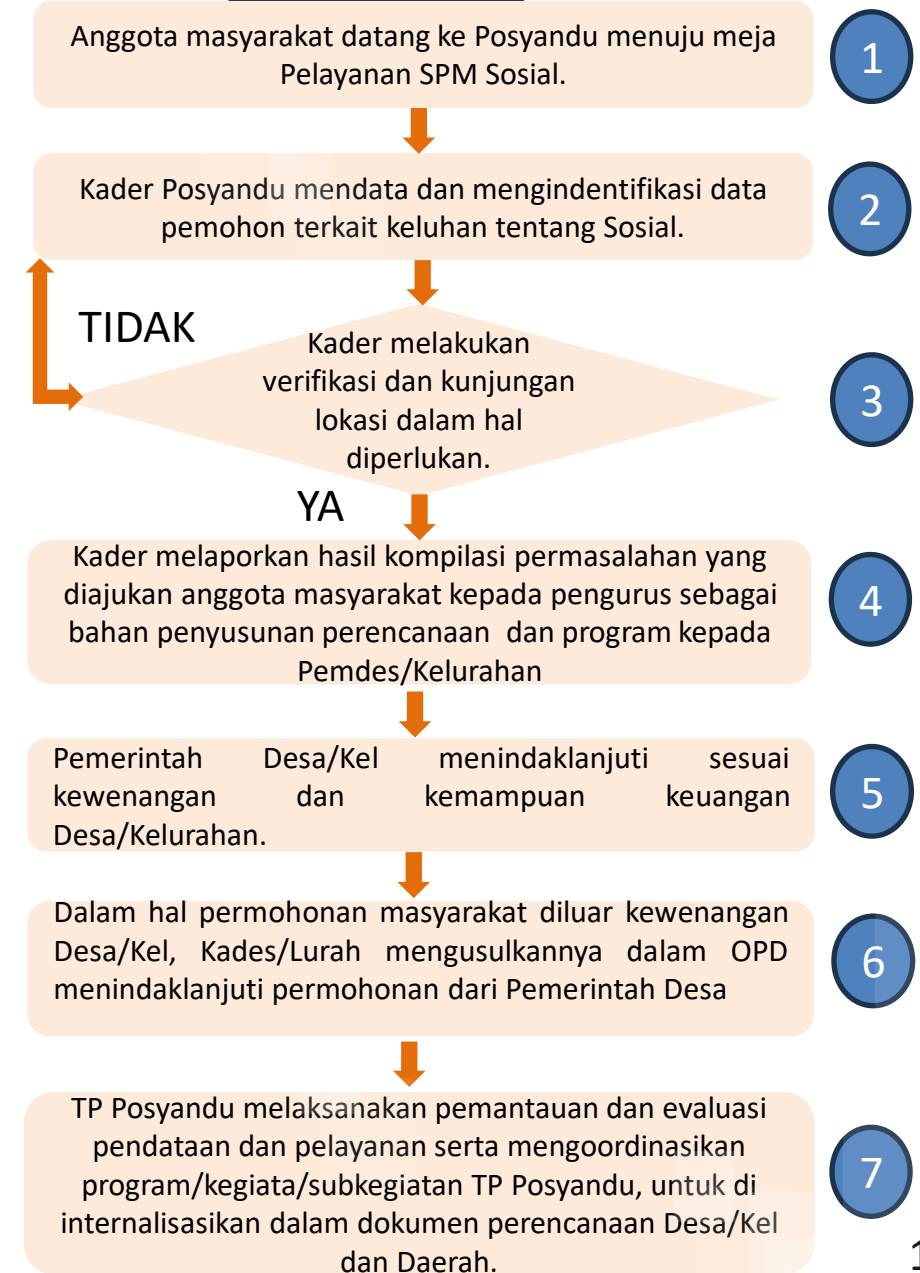 Anggota masyarakat datang ke Posyandu menuju meja
Pelayanan SPM Sosial.
1
Kader Posyandu mendata dan mengindentifikasi data
pemohon terkait keluhan tentang Sosial.
2
TIDAK
Kader melakukan
verifikasi dan kunjungan
lokasi dalam hal
diperlukan.
3
YA
Kader melaporkan hasil kompilasi permasalahan yang
diajukan anggota masyarakat kepada pengurus sebagai
bahan penyusunan perencanaan dan program kepada
Pemdes/Kelurahan
4
Pemerintah Desa/Kel menindaklanjuti sesuai
kewenangan dan kemampuan keuangan
Desa/Kelurahan.
5
Dalam hal permohonan masyarakat diluar kewenangan
Desa/Kel, Kades/Lurah mengusulkannya dalam OPD
menindaklanjuti permohonan dari Pemerintah Desa
6
TP Posyandu melaksanakan pemantauan dan evaluasi
pendataan dan pelayanan serta mengoordinasikan
program/kegiata/subkegiatan TP Posyandu, untuk di
internalisasikan dalam dokumen perencanaan Desa/Kel
dan Daerah.
7